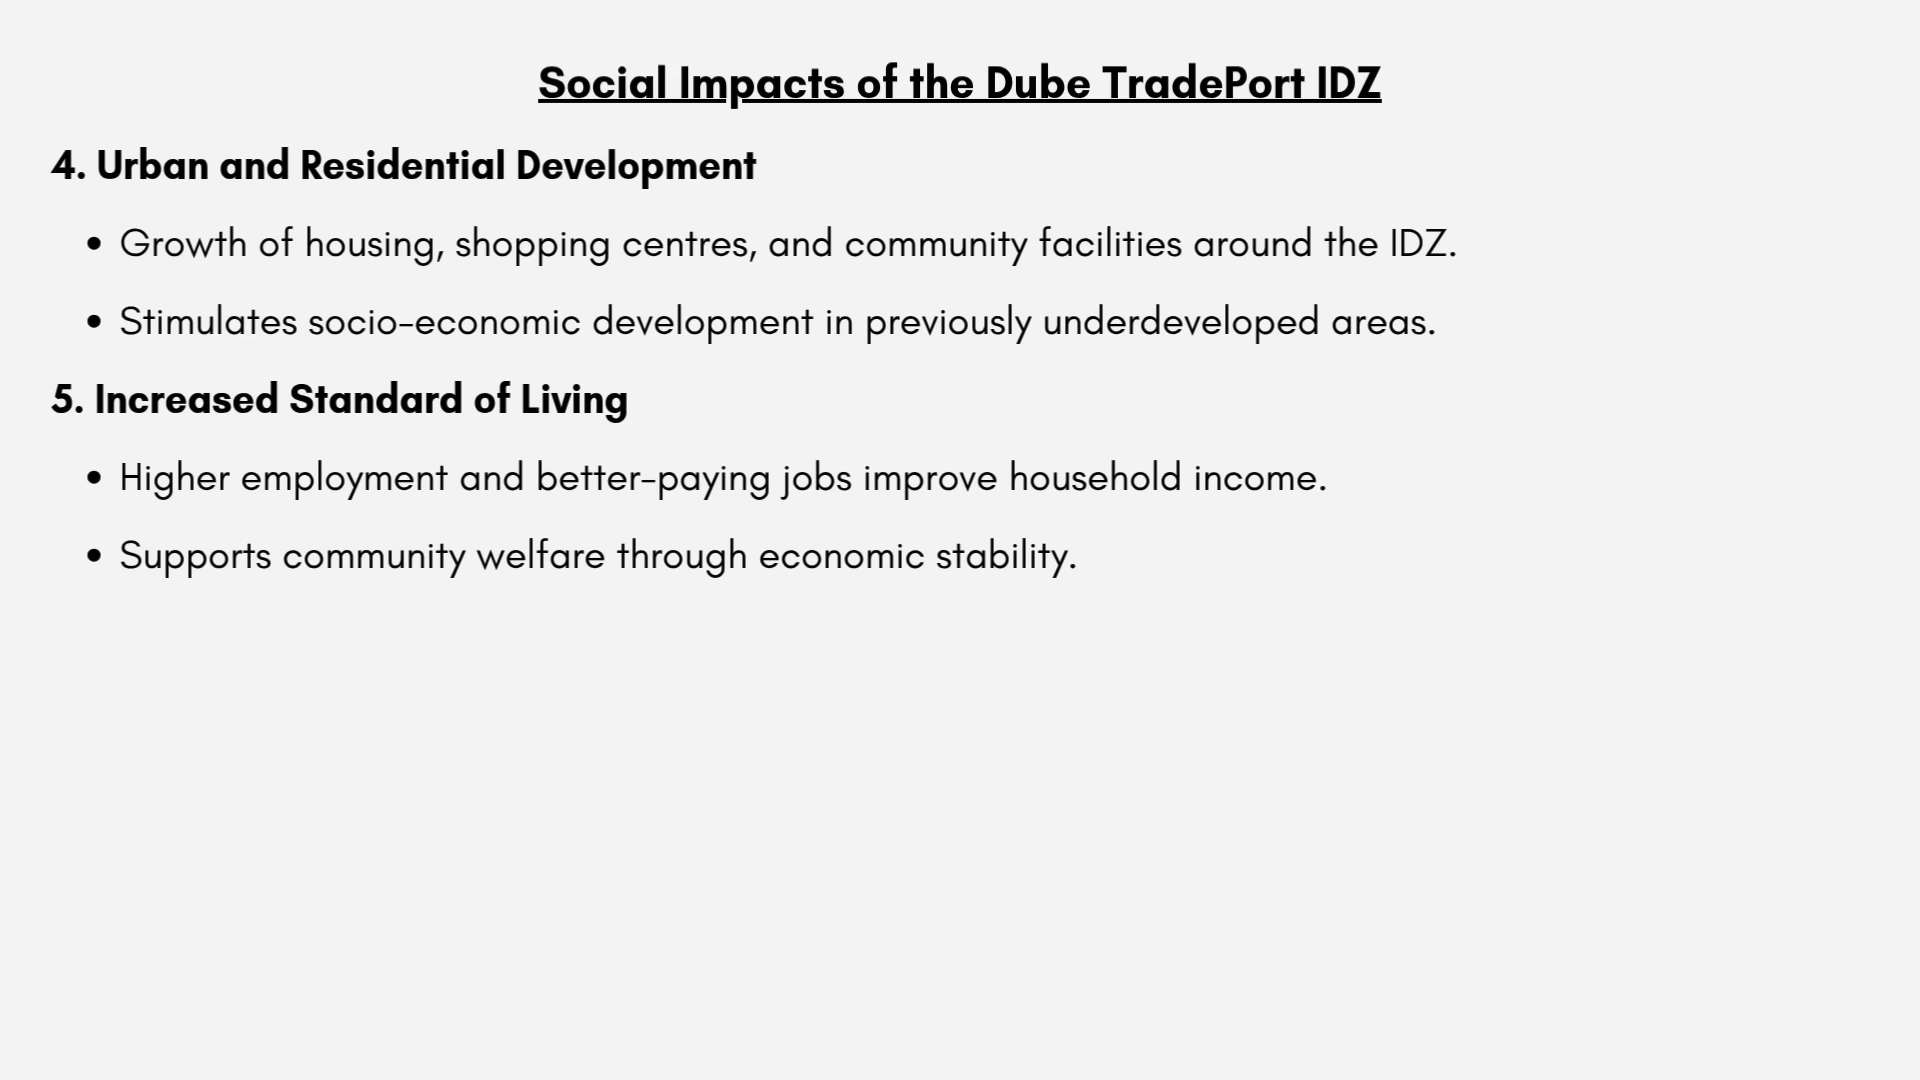 Social Impacts of the Dube TradePort IDZ
4. Urban and Residential Development
• Growth of housing, shopping centres, and community facilities around the IDZ.
• Stimulates socio-economic development in previously underdeveloped areas.
5. Increased Standard of Living
• Higher employment and better-paying jobs improve household income.
• Supports community welfare through economic stability.